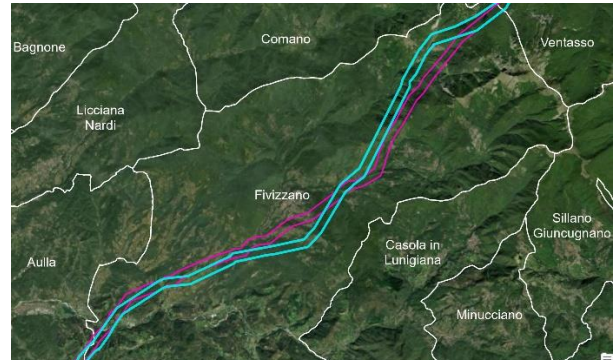 Bagnone
Comano
Ventasso
Licciana
Nardi
Fivizzano
Sillano
Giuncugnano
Aulla
Casola in
Lunigiana
Minucciano